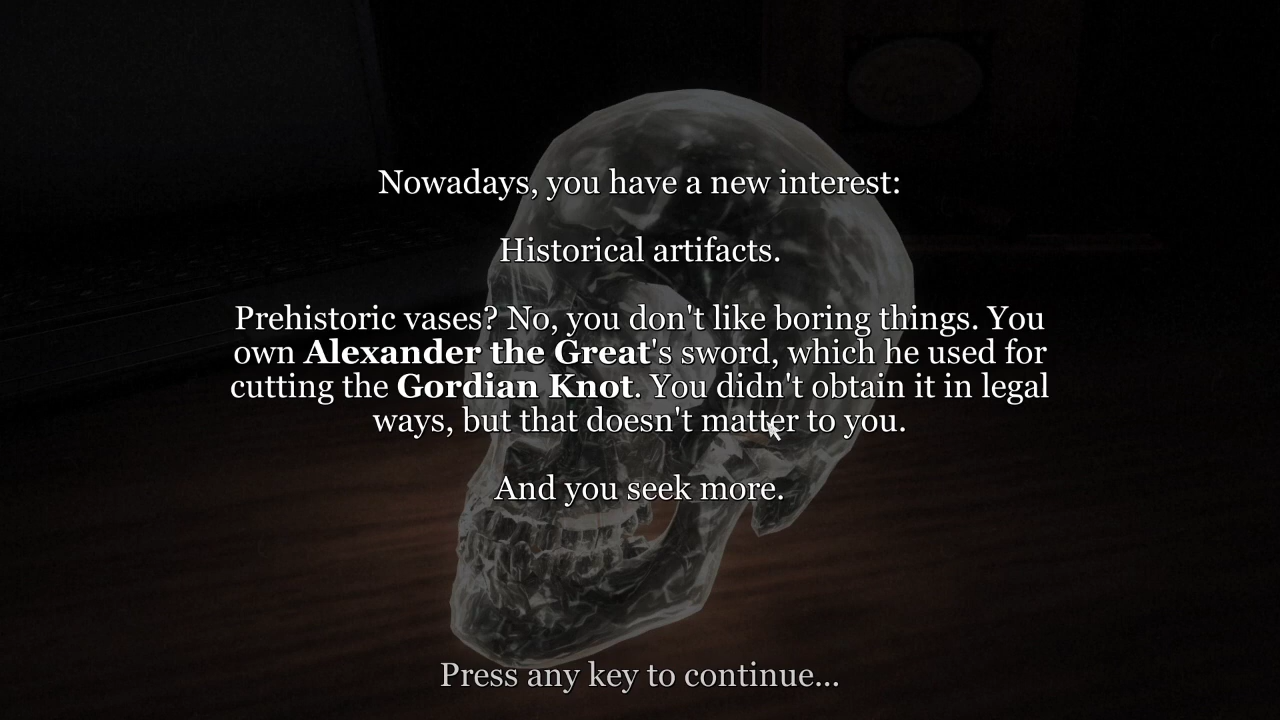 Nowadays, you have a new interest:
Historical artifacts.
Prehistoric vases? No, you don't like boring things. You
own Alexander the Great's sword, which he used for
cutting the Gordian Knot. You didn't obtain it in legal
ways, but that doesn't matter to you.
And you seek more.
Press any key to continue...